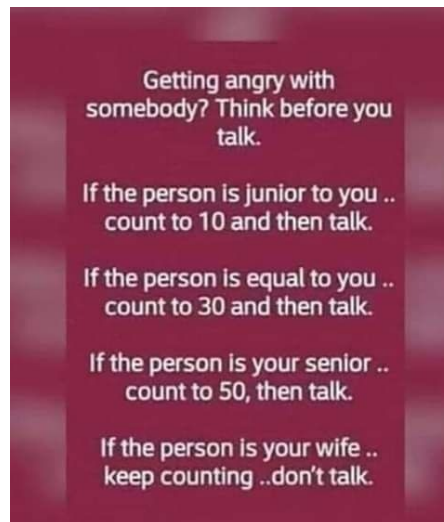 Getting angry with
somebody? Think before you
talk.
If the person is junior to you ..
count to 10 and then talk.
If the person is equal to you ..
count to 30 and then talk.
If the person is your senior ..
count to 50, then talk.
If the person is your wife ..
keep counting ..don't talk.